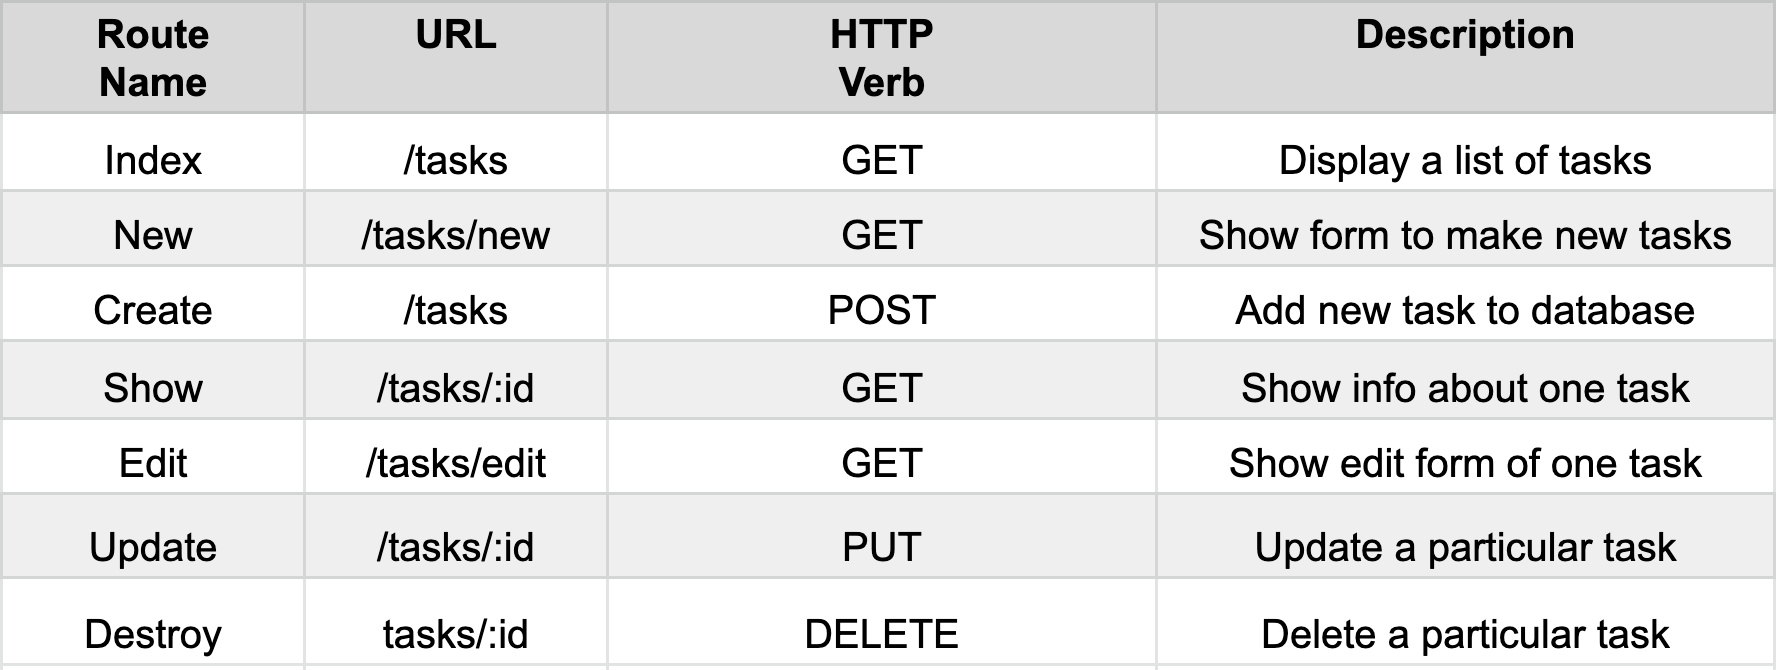 Route Name URL HTTP Verb Description
Index /tasks GET Display a list of tasks
New /tasks/new GET Show form to make new tasks
Create /tasks POST Add new task to database
Show /tasks/:id GET Show info about one task
Edit /tasks/edit GET Show edit form of one task
Update /tasks/:id PUT Update a particular task
Destroy tasks/:id DELETE Delete a particular task